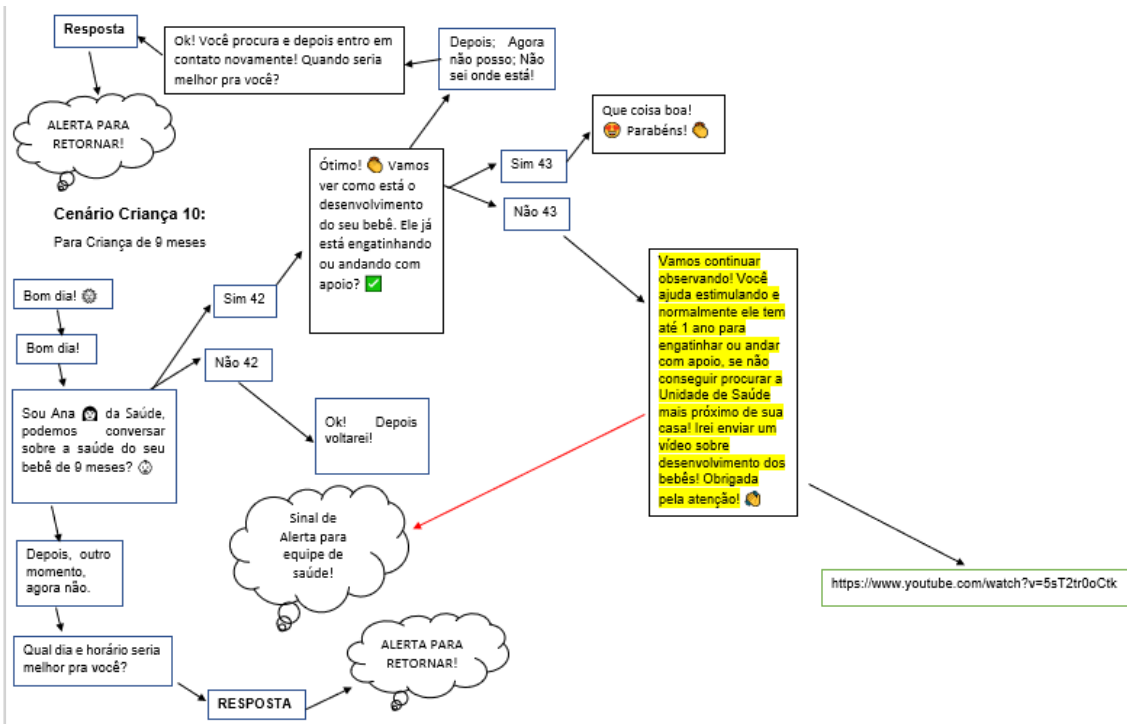 Resposta
Ok! Você procura e depois entro em
contato novamente! Quando seria
melhor pra você?
Depois; Agora
não posso; Não
sei onde está!
ALERTA PARA
RETORNAR!
Que coisa boa!
🤩 Parabéns! 👏
Ótimo! 👏 Vamos
ver como está o
desenvolvimento
do seu bebê. Ele já
está engatinhando
ou andando com
apoio? ✅
Sim 43
Não 43
Cenário Criança 10:
Para Criança de 9 meses
Bom dia! 🌞
Bom dia!
Sim 42
Não 42
Sou Ana 👩 da Saúde,
podemos conversar
sobre a saúde do seu
bebê de 9 meses? 👶
Ok! Depois
voltarei!
Vamos continuar
observando! Você
ajuda estimulando e
normalmente ele tem
até 1 ano para
engatinhar ou andar
com apoio, se não
conseguir procurar a
Unidade de Saúde
mais próximo de sua
casa! Irei enviar um
vídeo sobre
desenvolvimento dos
bebês! Obrigada
pela atenção! 👏
Sinal de
Alerta para
equipe de
saúde!
https://www.youtube.com/watch?v=5sT2tr0oCtk
Depois, outro
momento,
agora não.
Qual dia e horário seria
melhor pra você?
RESPOSTA
ALERTA PARA
RETORNAR!